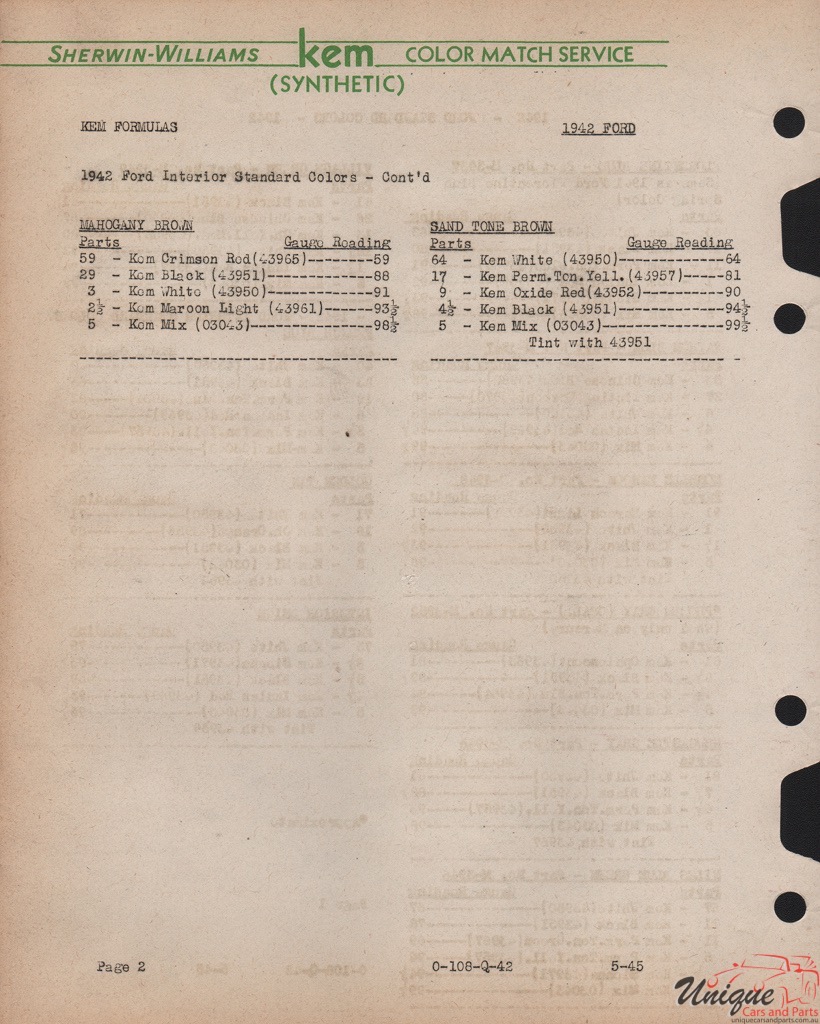 SHERWIN-WILLIAMS kem COLOR MATCH SERVICE
(SYNTHETIC)
KEM FORMULAS 1942 FORD
1942 Ford Interior Standard Colors - Cont'd
MAHOGANY BROWN
Parts Gauge Reading
59 - Kem Crimson Red(43965)--------59
29 - Kem Black (43951)-------------88
3 - Kem White (43950)-------------91
2½ - Kem Maroon Light (43961)------93½
5 - Kem Mix (03043)---------------98½
SAND TONE BROWN
Parts Gauge Reading
64 - Kem White (43950)-------------64
17 - Kem Perm.Ton.Yell.(43957)-----81
9 - Kem Oxide Red(43952)----------90
4½ - Kem Black (43951)-------------94½
5 - Kem Mix (03043)---------------99½
Tint with 43951
Page 2 0-108-Q-42 5-45
Unique
Cars and Parts
uniquecarsandparts.com.au